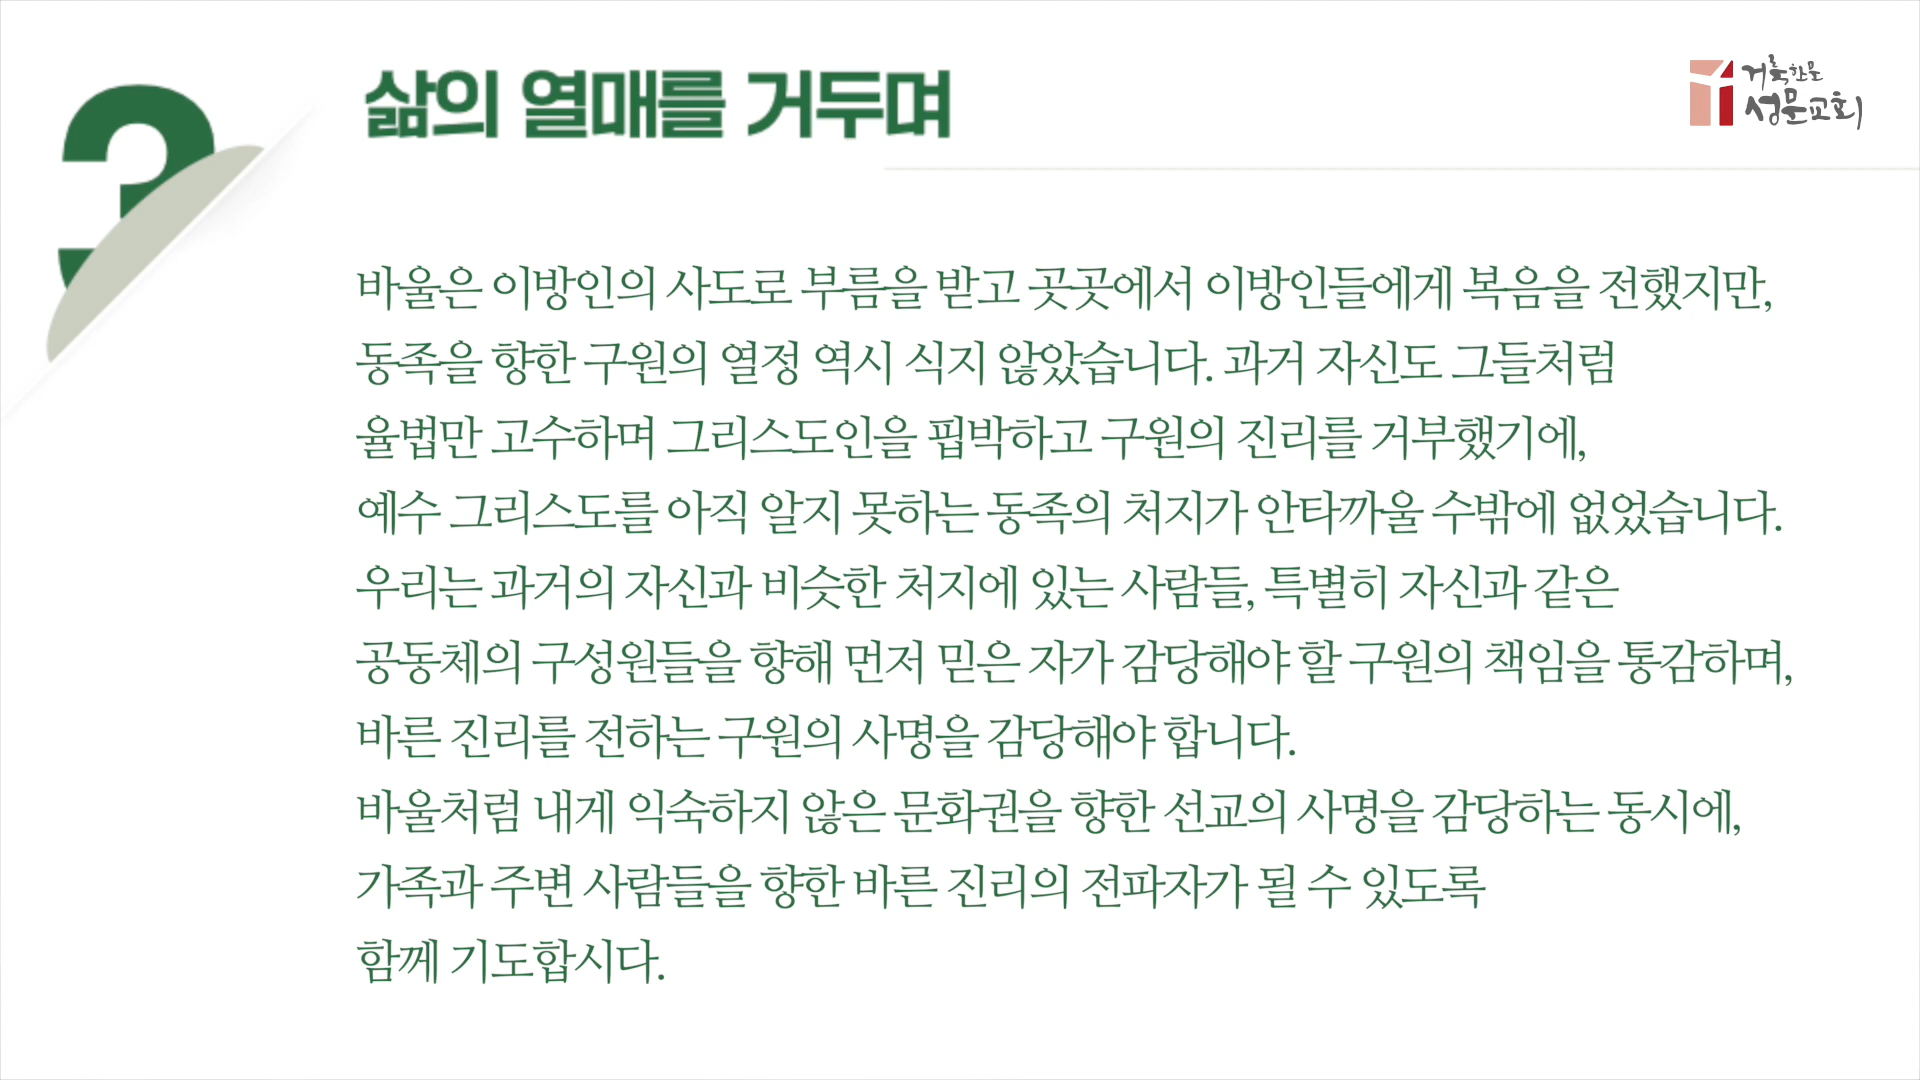 3
삶의 열매를 거두며
거룩한문
성문교회
바울은 이방인의 사도로 부름을 받고 곳곳에서 이방인들에게 복음을 전했지만,
동족을 향한 구원의 열정 역시 식지 않았습니다. 과거 자신도 그들처럼
율법만 고수하며 그리스도인을 핍박하고 구원의 진리를 거부했기에,
예수 그리스도를 아직 알지 못하는 동족의 처지가 안타까울 수밖에 없었습니다.
우리는 과거의 자신과 비슷한 처지에 있는 사람들, 특별히 자신과 같은
공동체의 구성원들을 향해 먼저 믿은 자가 감당해야 할 구원의 책임을 통감하며,
바른 진리를 전하는 구원의 사명을 감당해야 합니다.
바울처럼 내게 익숙하지 않은 문화권을 향한 선교의 사명을 감당하는 동시에,
가족과 주변 사람들을 향한 바른 진리의 전파자가 될 수 있도록
함께 기도합시다.